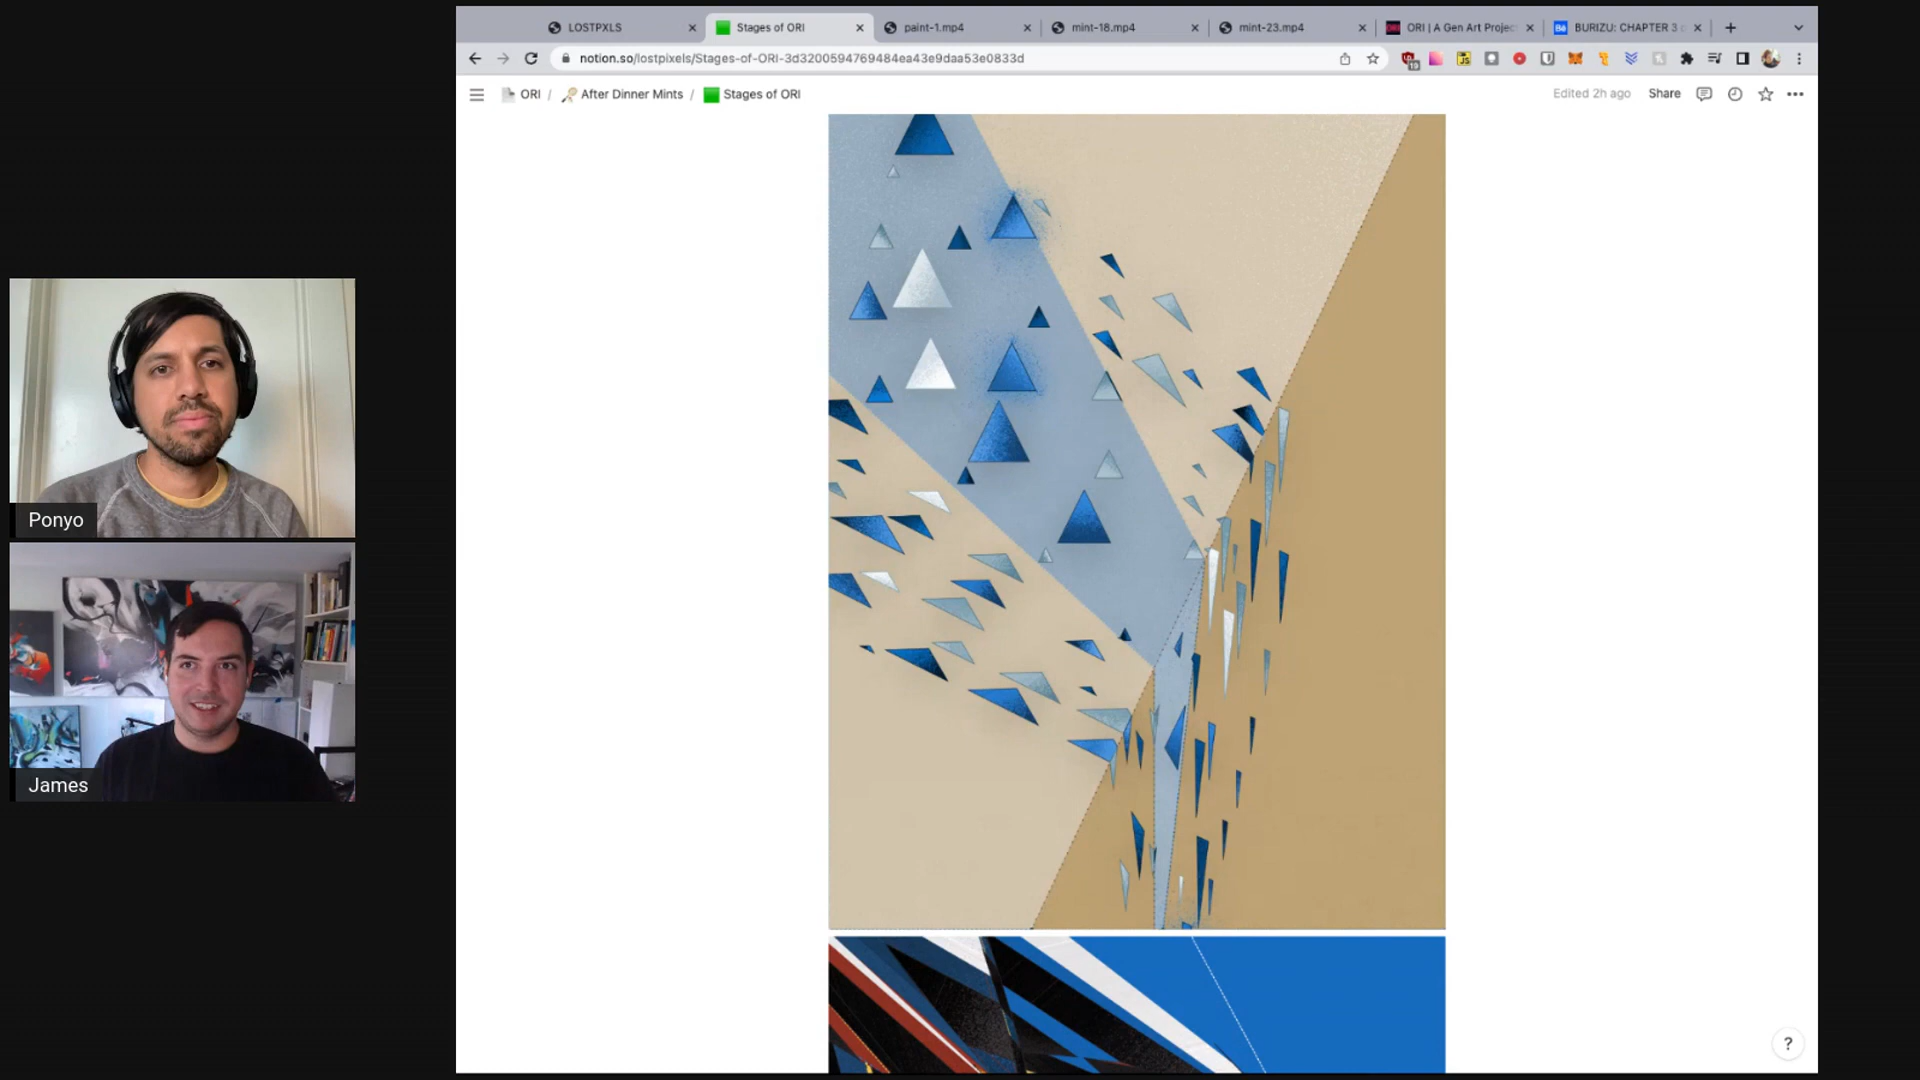 LOSTPXLS
Stages of ORI
paint-1.mp4
mint-18.mp4
mint-23.mp4
ORI | A Gen Art Projec
BURIZU: CHAPTER 3
notion.so/lostpixels/Stages-of-ORI-3d3200594769484ea43e9daa53e0833d
ORI / After Dinner Mints / Stages of ORI
Edited 2h ago
Share
Ponyo
James
?